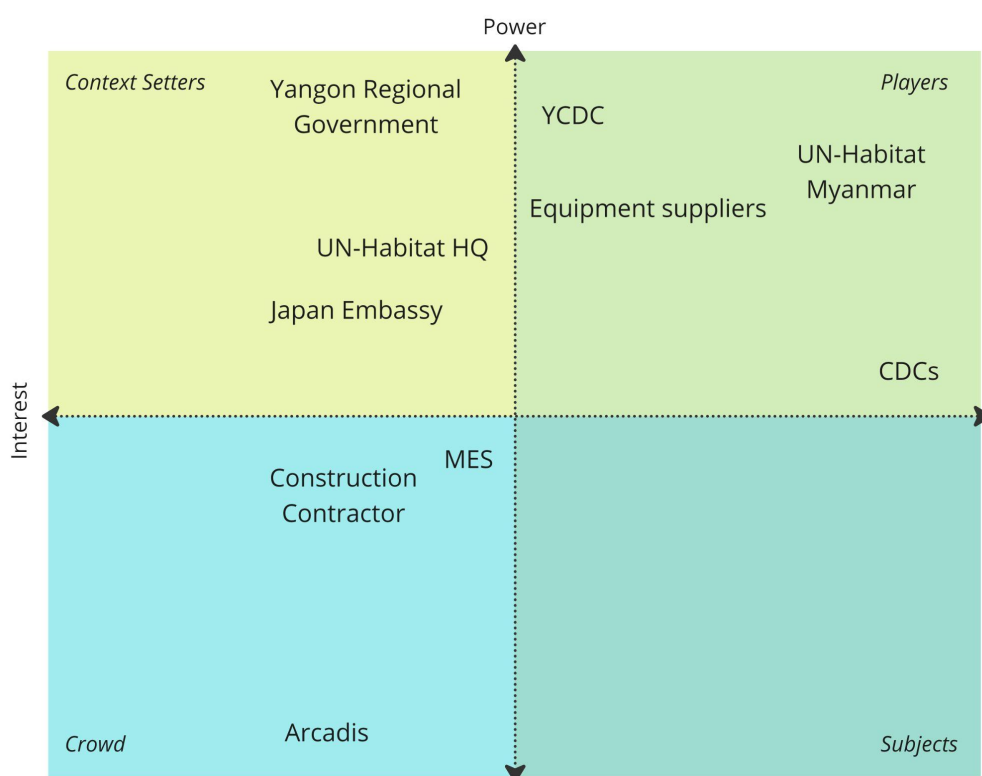 Power
Context Setters
Players
Yangon Regional
Government
YCDC
UN-Habitat
Myanmar
Equipment suppliers
UN-Habitat HQ
Japan Embassy
CDCs
Interest
MES
Construction
Contractor
Arcadis
Crowd
Subjects